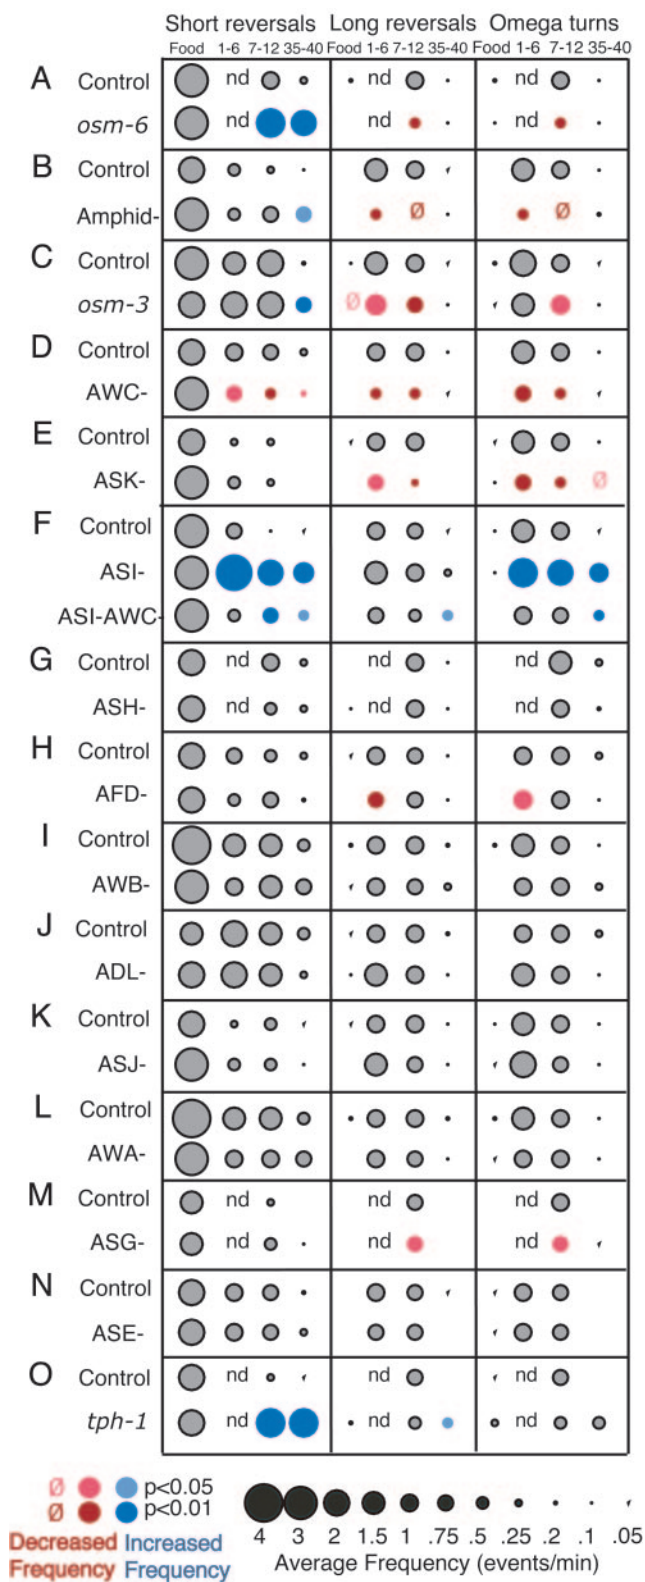 Short reversals Long reversals Omega turns
Food 1-6 7-12 35-40 Food 1-6 7-12 35-40 Food 1-6 7-12 35-40
A Control nd nd nd
osm-6 nd nd nd
B Control
Amphid- Ø Ø
C Control
osm-3 Ø
D Control
AWC-
E Control
ASK- Ø
F Control
ASI-
ASI-AWC-
G Control nd nd nd
ASH- nd nd nd
H Control
AFD-
I Control
AWB-
J Control
ADL-
K Control
ASJ-
L Control
AWA-
M Control nd nd nd
ASG- nd nd nd
N Control
ASE-
O Control nd nd nd
tph-1 nd nd nd
Ø p<0.05
Ø p<0.01
Decreased Increased
Frequency Frequency
4 3 2 1.5 1 .75 .5 .25 .2 .1 .05
Average Frequency (events/min)